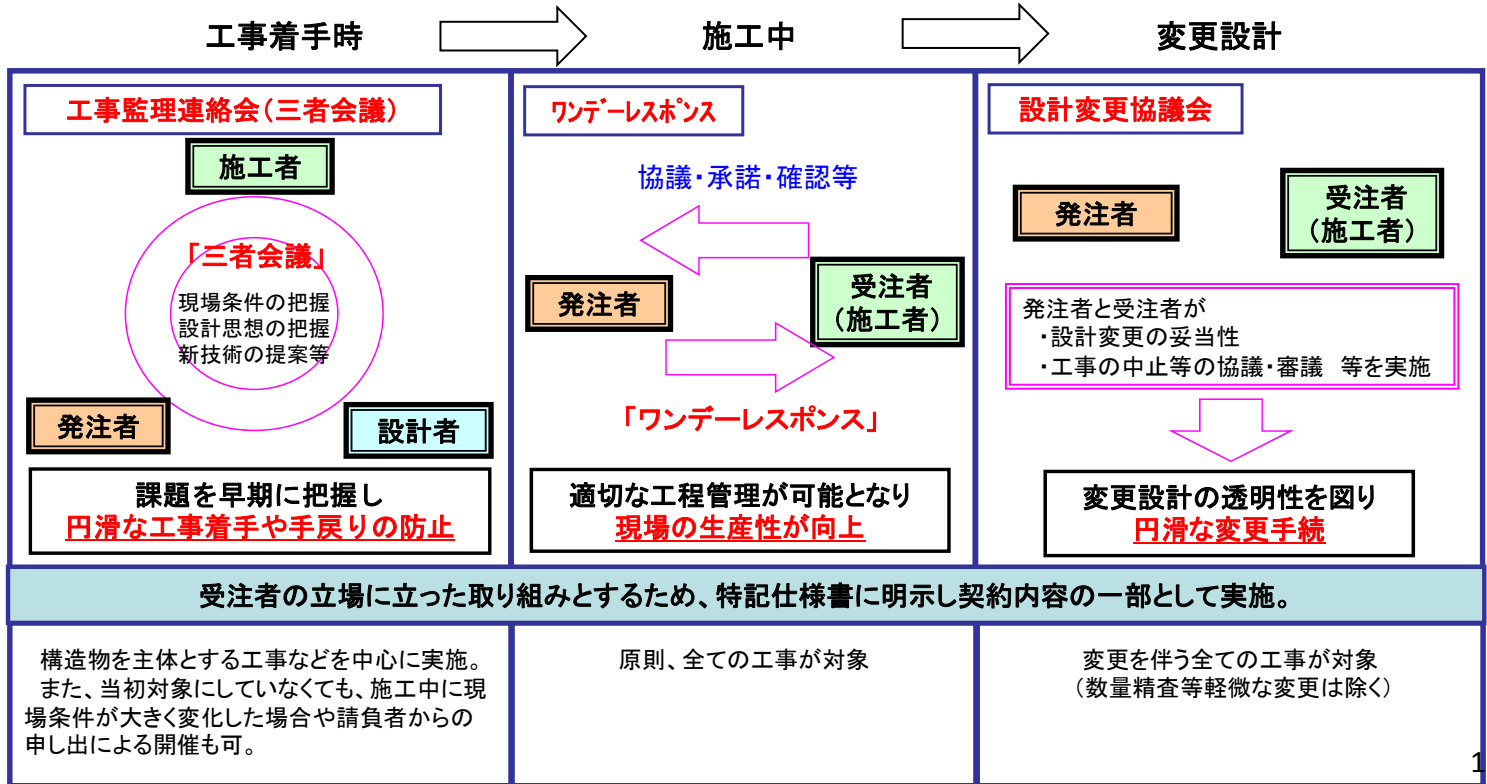 工事着手時
施工中
変更設計
工事監理連絡会(三者会議)
施工者
「三者会議」
現場条件の把握
設計思想の把握
新技術の提案等
発注者
設計者
課題を早期に把握し
円滑な工事着手や手戻りの防止
ﾜﾝﾃﾞｰﾚｽﾎﾟﾝｽ
協議・承諾・確認等
発注者
受注者
(施工者)
「ワンデーレスポンス」
適切な工程管理が可能となり
現場の生産性が向上
設計変更協議会
発注者
受注者
(施工者)
発注者と受注者が
・設計変更の妥当性
・工事の中止等の協議・審議　等を実施
変更設計の透明性を図り
円滑な変更手続
受注者の立場に立った取り組みとするため、特記仕様書に明示し契約内容の一部として実施。
構造物を主体とする工事などを中心に実施。
また、当初対象にしていなくても、施工中に現
場条件が大きく変化した場合や請負者からの
申し出による開催も可。
原則、全ての工事が対象
変更を伴う全ての工事が対象
(数量精査等軽微な変更は除く)
1